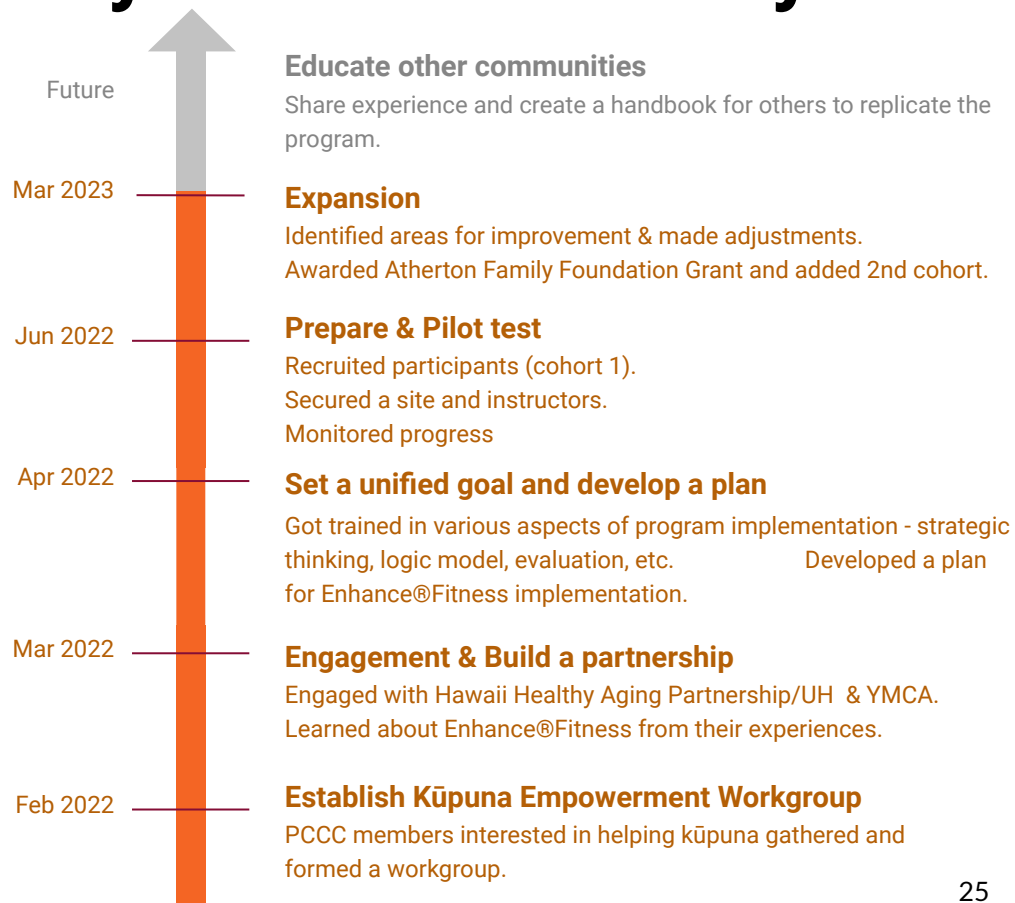 Future
Educate other communities
Share experience and create a handbook for others to replicate the
program.
Mar 2023
Expansion
Identified areas for improvement & made adjustments.
Awarded Atherton Family Foundation Grant and added 2nd cohort.
Jun 2022
Prepare & Pilot test
Recruited participants (cohort 1).
Secured a site and instructors.
Monitored progress
Apr 2022
Set a unified goal and develop a plan
Got trained in various aspects of program implementation - strategic
thinking, logic model, evaluation, etc. Developed a plan
for Enhance®Fitness implementation.
Mar 2022
Engagement & Build a partnership
Engaged with Hawaii Healthy Aging Partnership/UH & YMCA.
Learned about Enhance®Fitness from their experiences.
Feb 2022
Establish Kūpuna Empowerment Workgroup
PCCC members interested in helping kūpuna gathered and
formed a workgroup.
25